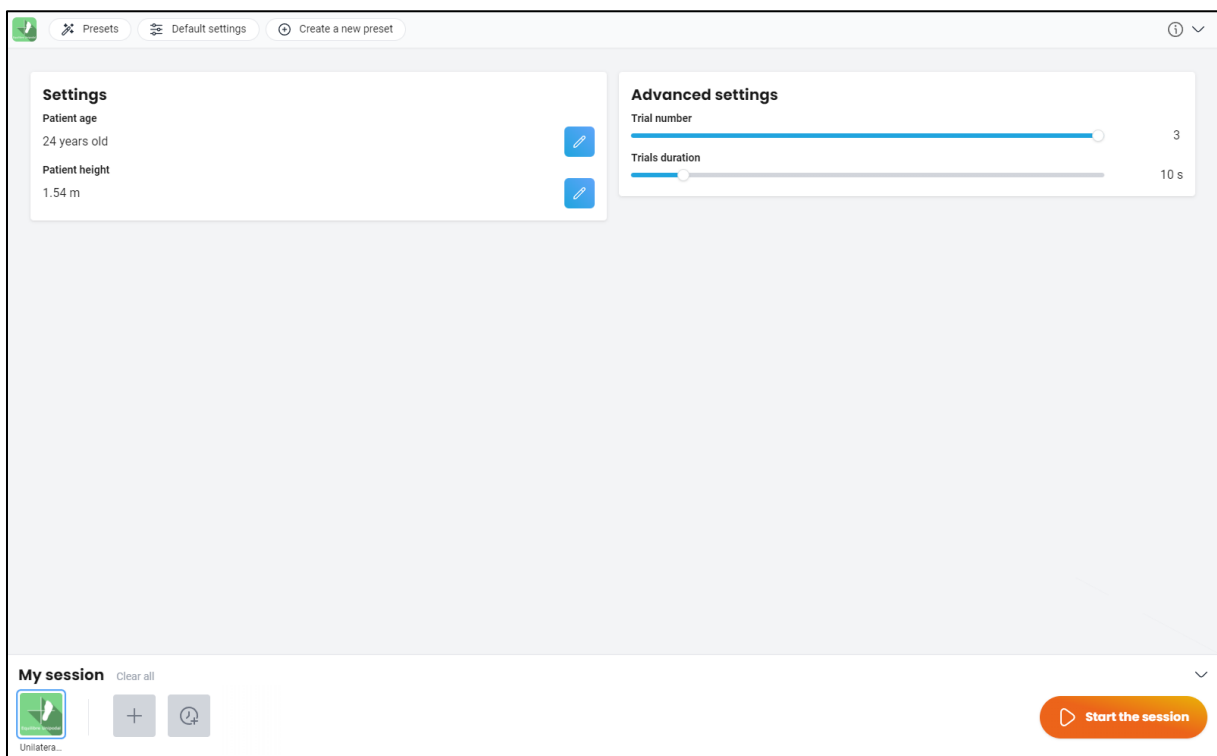 Presets
Default settings
Create a new preset
Settings
Patient age
24 years old
Patient height
1.54 m
Advanced settings
Trial number
3
Trials duration
10 s
My session
Clear all
Unilatera...
Start the session